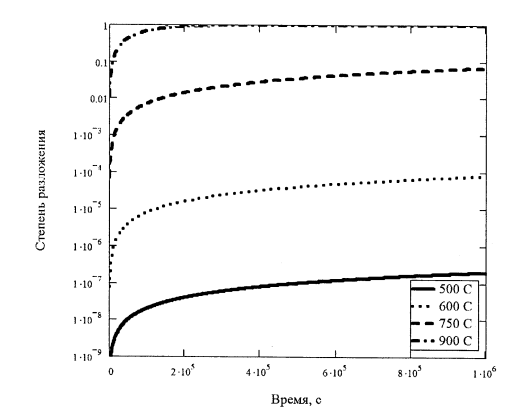 1
0.1
0.01
1·10⁻³
1·10⁻⁴
1·10⁻⁵
1·10⁻⁶
1·10⁻⁷
1·10⁻⁸
1·10⁻⁹
Степень разложения
500 C
600 C
750 C
900 C
0 2·10⁵ 4·10⁵ 6·10⁵ 8·10⁵ 1·10⁶
Время, с